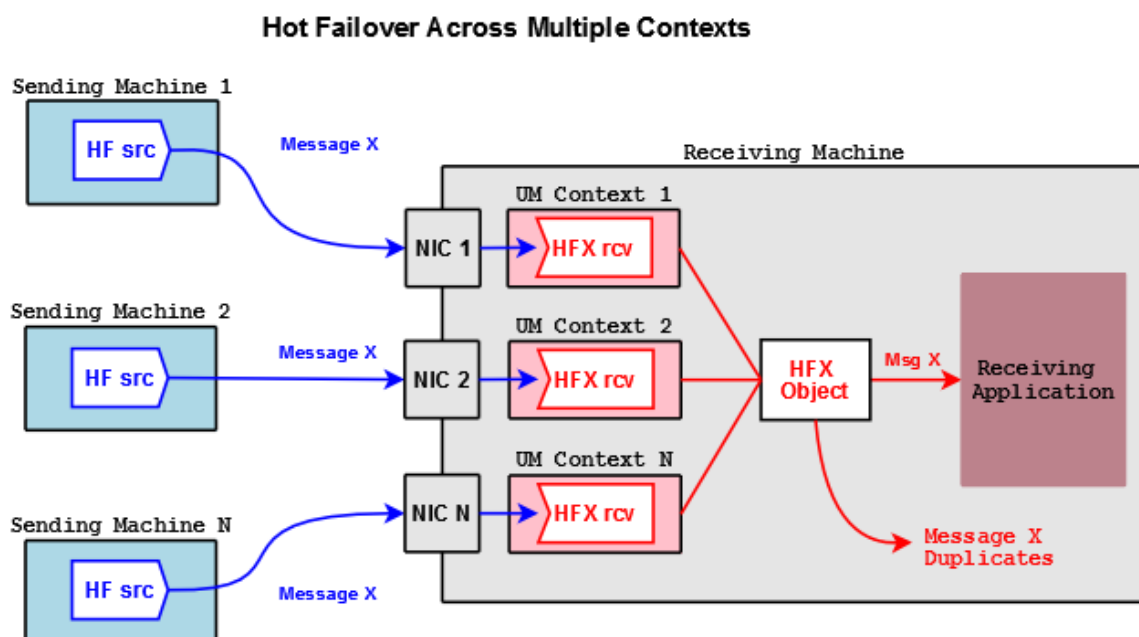 Hot Failover Across Multiple Contexts
Sending Machine 1
HF src
Message X
Receiving Machine
UM Context 1
NIC 1
HFX rcv
Sending Machine 2
HF src
Message X
UM Context 2
NIC 2
HFX rcv
HFX
Object
Msg X
Receiving
Application
UM Context N
NIC N
HFX rcv
Sending Machine N
HF src
Message X
Message X
Duplicates